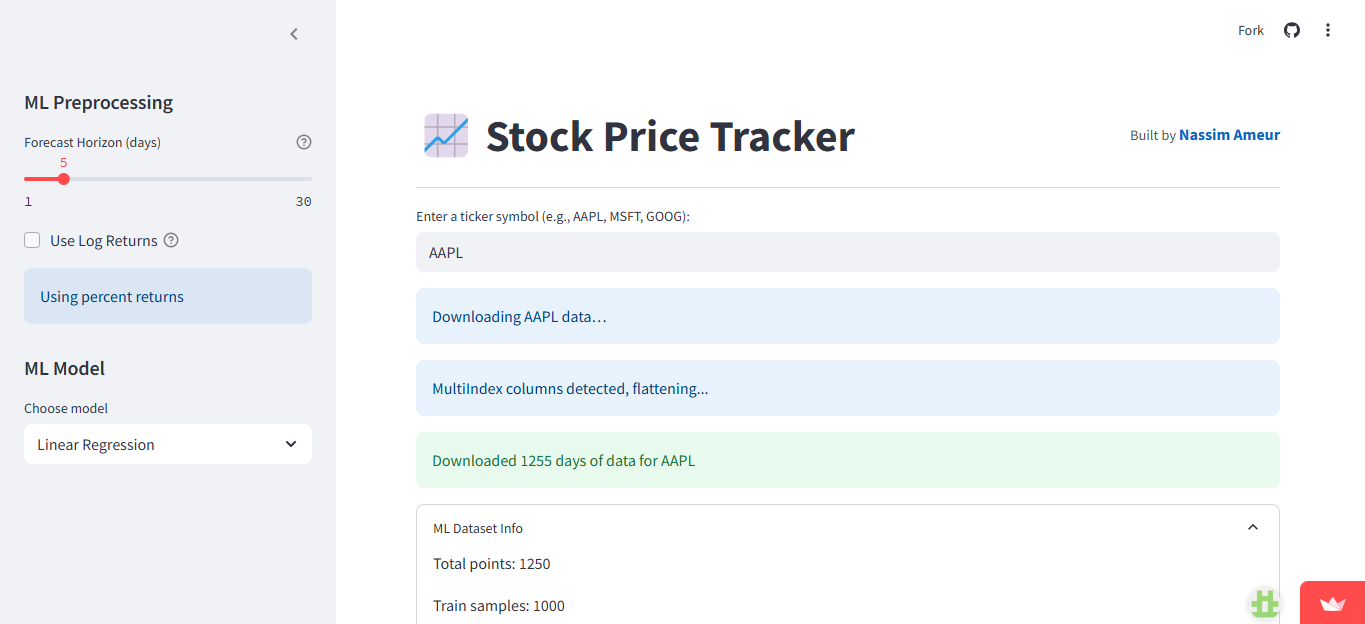 Fork
ML Preprocessing
Forecast Horizon (days)
5
1
30
Use Log Returns
Using percent returns
ML Model
Choose model
Linear Regression
Stock Price Tracker
Built by Nassim Ameur
Enter a ticker symbol (e.g., AAPL, MSFT, GOOG):
AAPL
Downloading AAPL data...
MultiIndex columns detected, flattening...
Downloaded 1255 days of data for AAPL
ML Dataset Info
Total points: 1250
Train samples: 1000